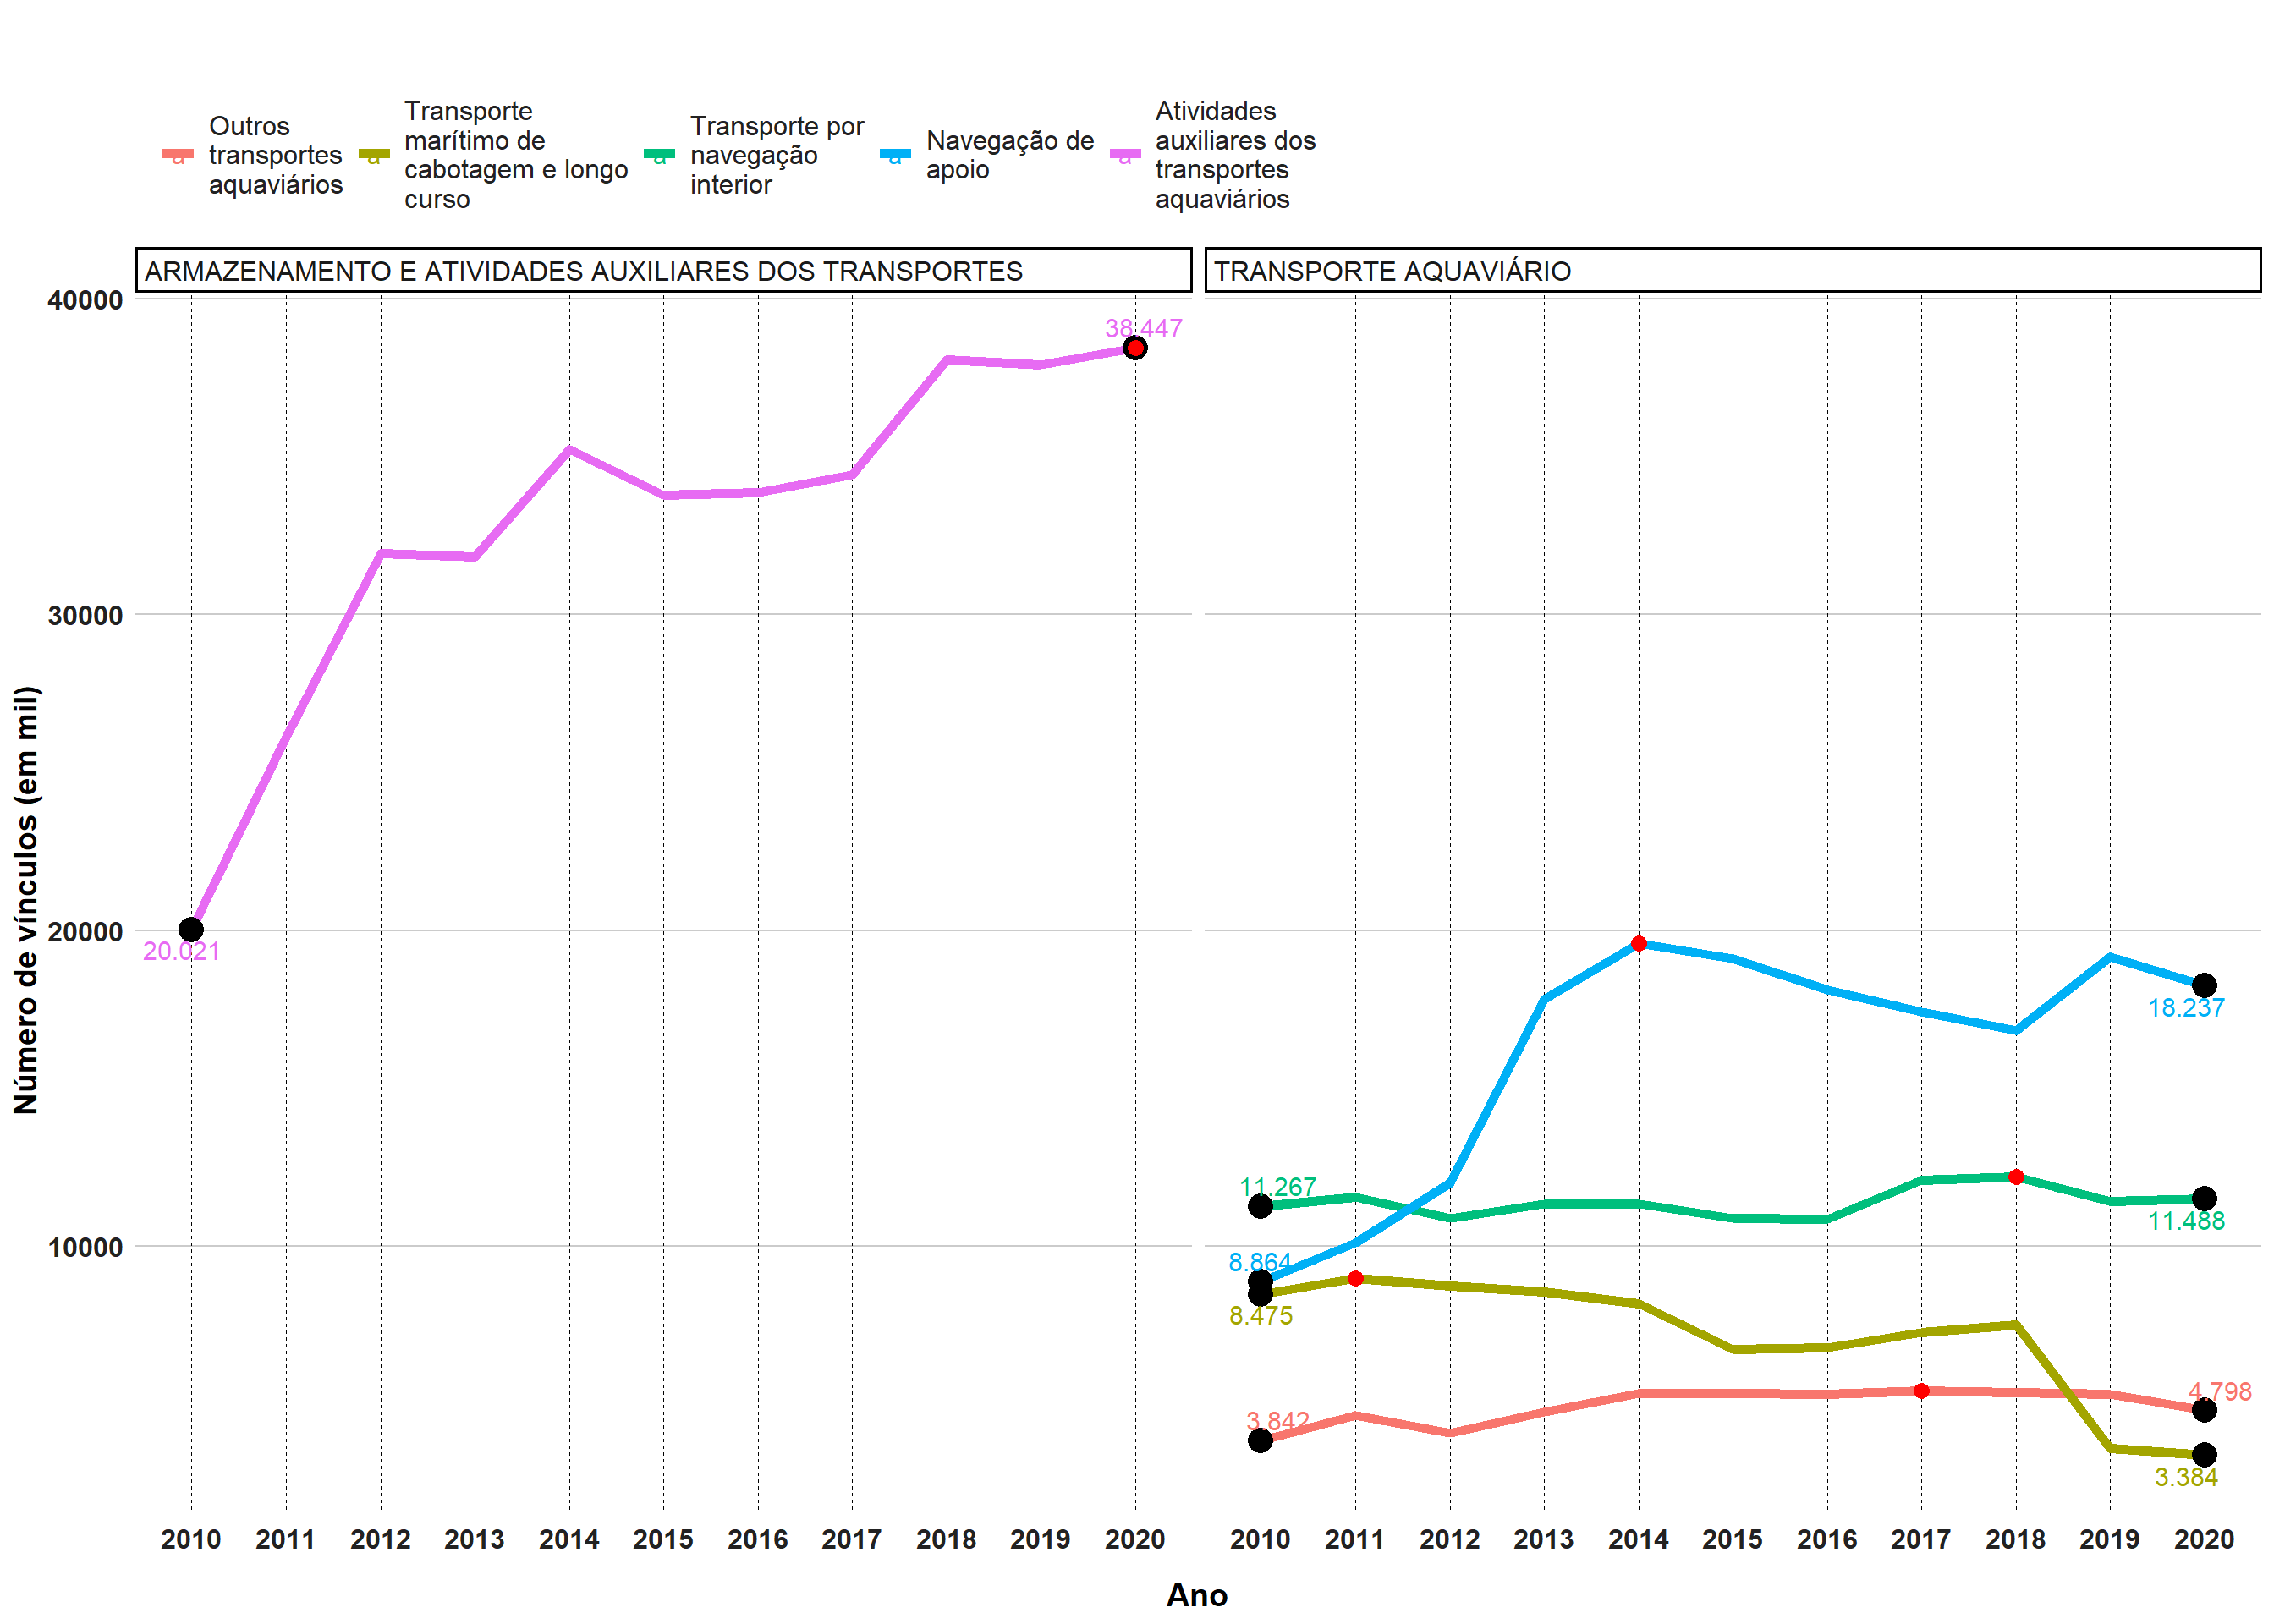 Outros
transportes
aquaviários
Transporte
marítimo de
cabotagem e longo
curso
Transporte por
navegação
interior
Navegação de
apoio
Atividades
auxiliares dos
transportes
aquaviários
a
a
a
a
a
ARMAZENAMENTO E ATIVIDADES AUXILIARES DOS TRANSPORTES
TRANSPORTE AQUAVIÁRIO
Número de vínculos (em mil)
40000
30000
20000
10000
38.447
20.021
18.237
11.267
11.488
8.864
8.475
4.798
3.842
3.384
2010 2011 2012 2013 2014 2015 2016 2017 2018 2019 2020
2010 2011 2012 2013 2014 2015 2016 2017 2018 2019 2020
Ano